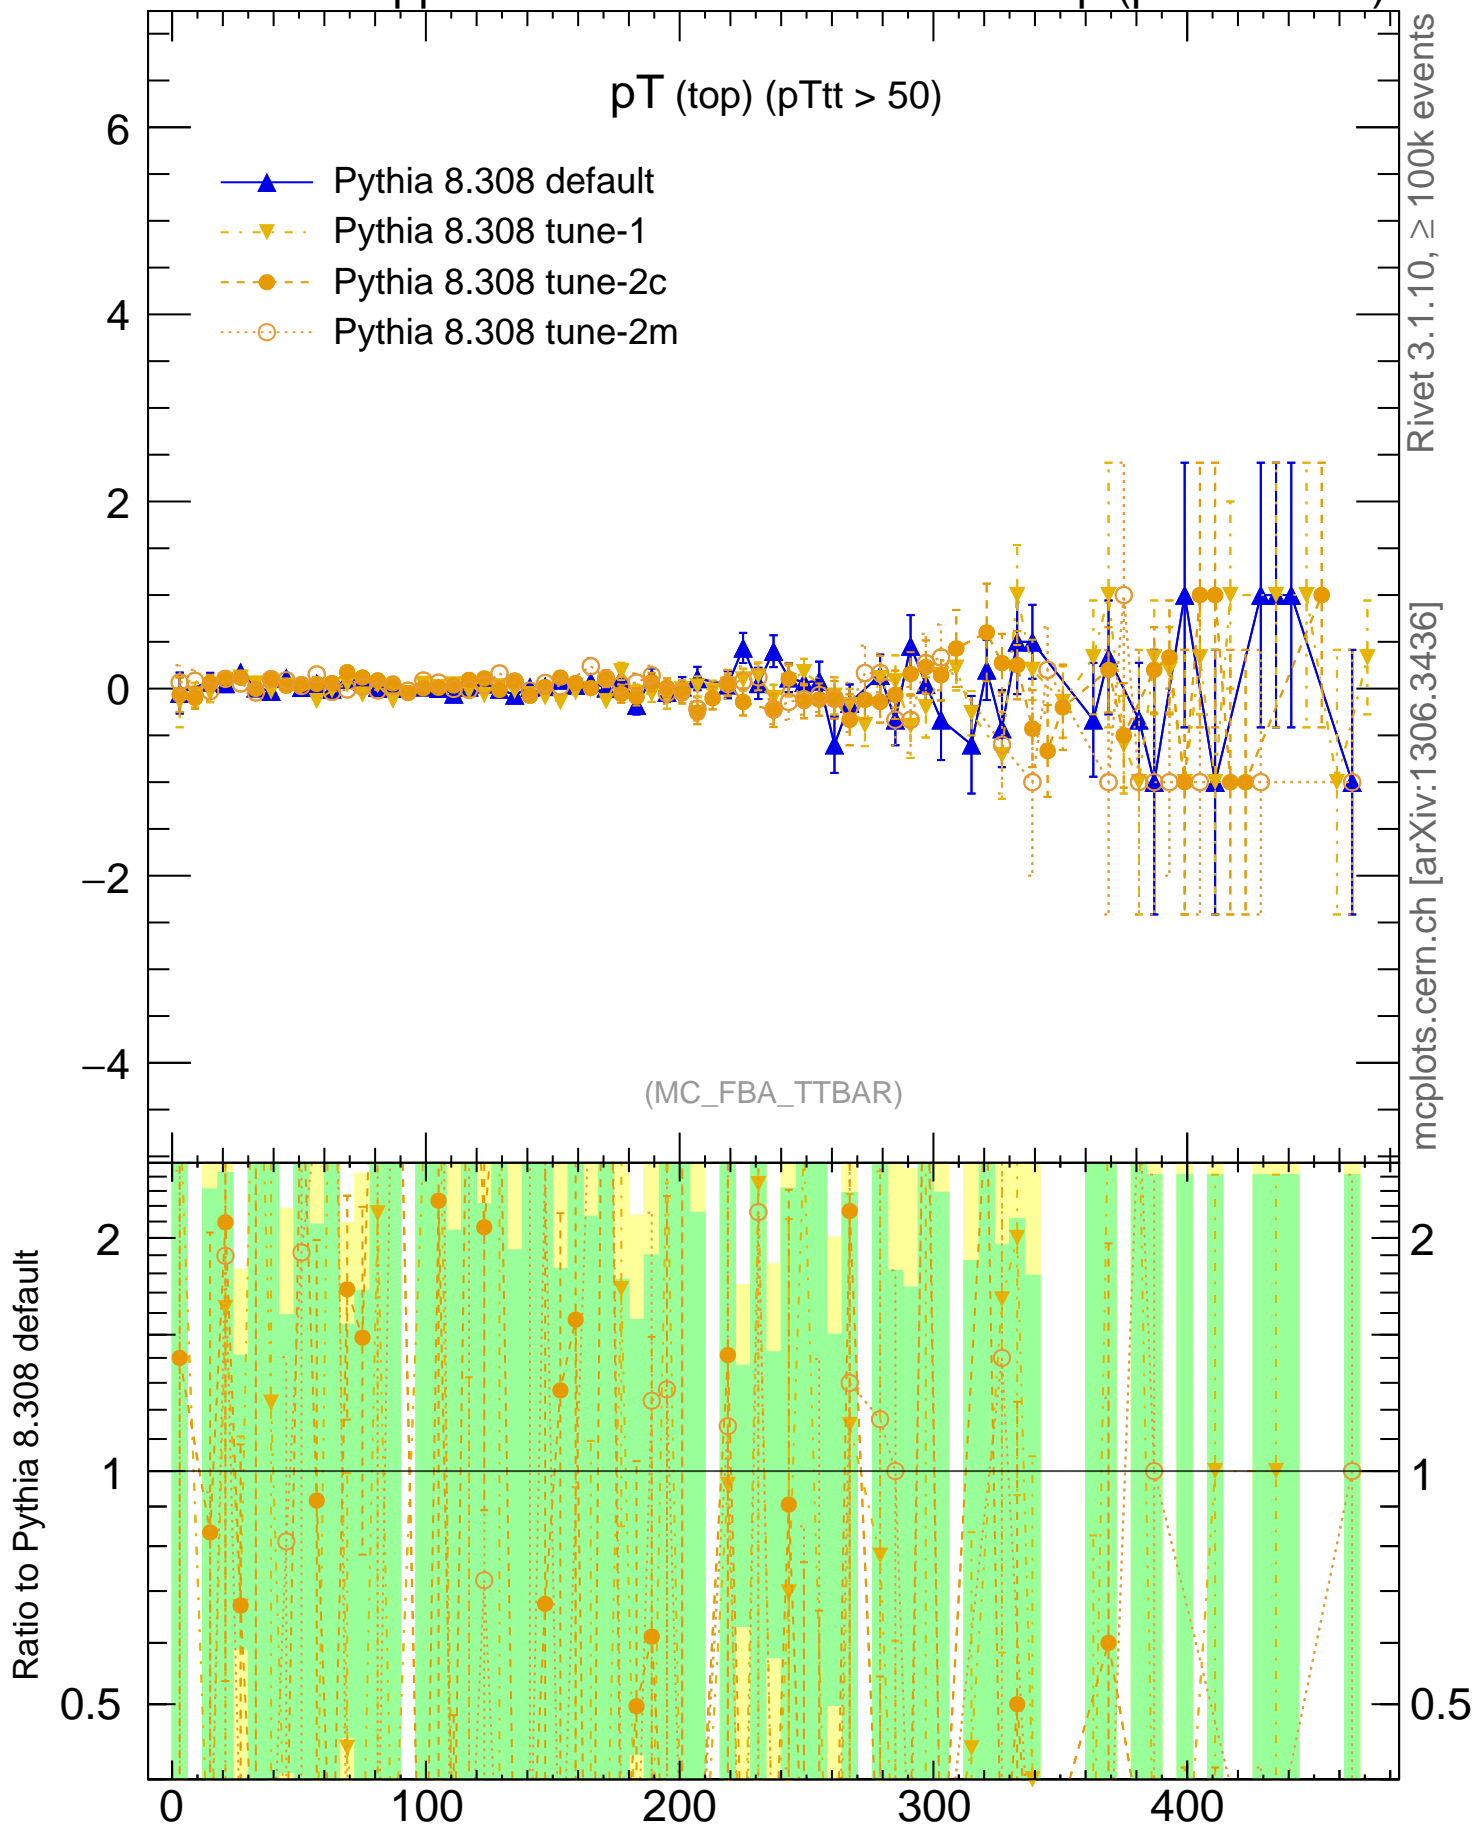 pT (top) (pTtt > 50)
6
4
2
0
−2
−4
Pythia 8.308 default
Pythia 8.308 tune-1
Pythia 8.308 tune-2c
Pythia 8.308 tune-2m
(MC_FBA_TTBAR)
Rivet 3.1.10, ≥ 100k events
mcplots.cern.ch [arXiv:1306.3436]
Ratio to Pythia 8.308 default
2
1
0.5
2
1
0.5
0
100
200
300
400